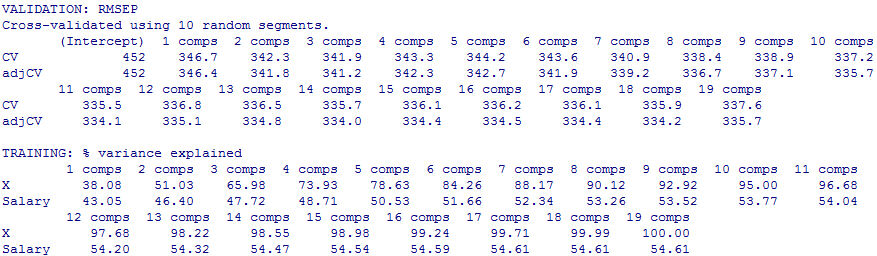 VALIDATION: RMSEP
Cross-validated using 10 random segments.
(Intercept) 1 comps 2 comps 3 comps 4 comps 5 comps 6 comps 7 comps 8 comps 9 comps 10 comps
CV 452 346.7 342.3 341.9 343.3 344.2 343.6 340.9 338.4 338.9 337.2
adjCV 452 346.4 341.8 341.2 342.3 342.7 341.9 339.2 336.7 337.1 335.7
11 comps 12 comps 13 comps 14 comps 15 comps 16 comps 17 comps 18 comps 19 comps
CV 335.5 336.8 336.5 335.7 336.1 336.2 336.1 335.9 337.6
adjCV 334.1 335.1 334.8 334.0 334.4 334.5 334.4 334.2 335.7
TRAINING: % variance explained
1 comps 2 comps 3 comps 4 comps 5 comps 6 comps 7 comps 8 comps 9 comps 10 comps 11 comps
X 38.08 51.03 65.98 73.93 78.63 84.26 88.17 90.12 92.92 95.00 96.68
Salary 43.05 46.40 47.72 48.71 50.53 51.66 52.34 53.26 53.52 53.77 54.04
12 comps 13 comps 14 comps 15 comps 16 comps 17 comps 18 comps 19 comps
X 97.68 98.22 98.55 98.98 99.24 99.71 99.99 100.00
Salary 54.20 54.32 54.47 54.54 54.59 54.61 54.61 54.61